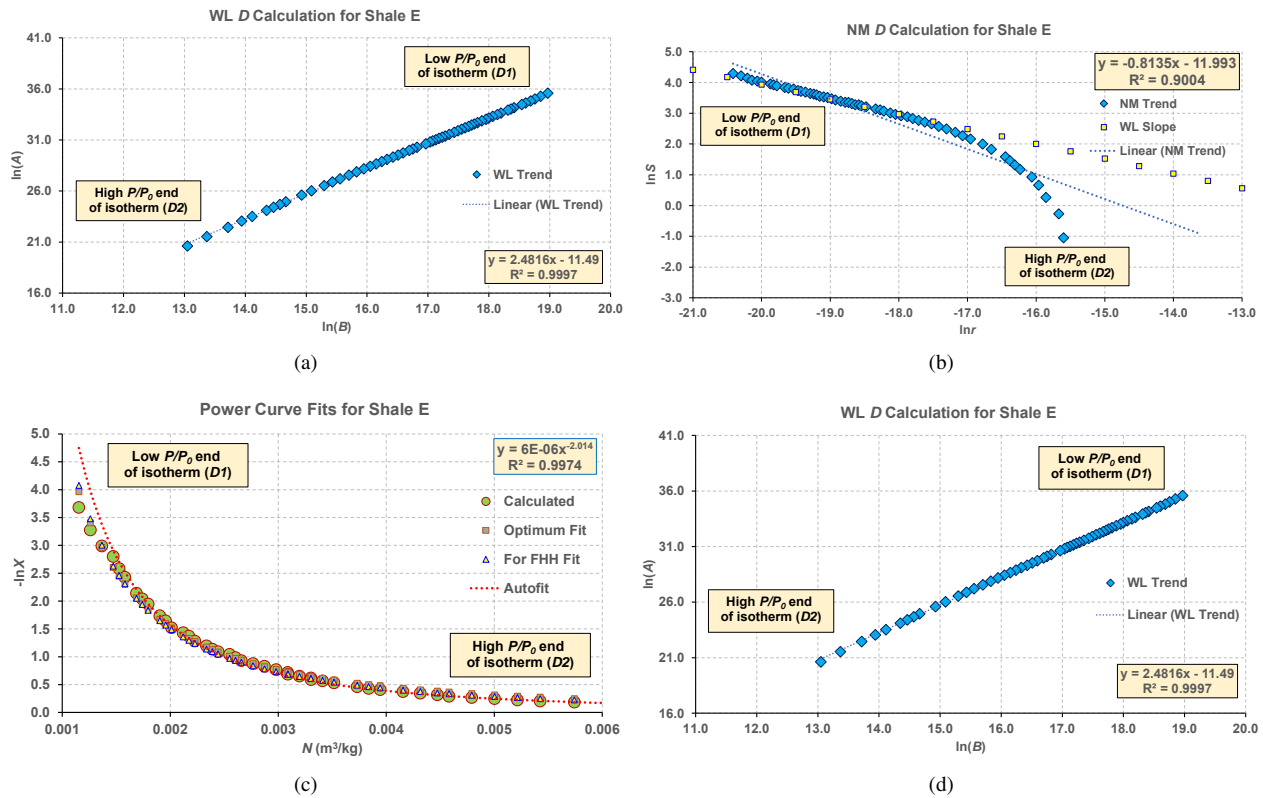 WL D Calculation for Shale E
41.0
36.0
31.0
26.0
21.0
16.0
ln(A)
Low P/P₀ end
of isotherm (D1)
High P/P₀ end
of isotherm (D2)
WL Trend
Linear (WL Trend)
y = 2.4816x - 11.49
R² = 0.9997
11.0 12.0 13.0 14.0 15.0 16.0 17.0 18.0 19.0 20.0
ln(B)
(a)
NM D Calculation for Shale E
5.0
4.0
3.0
2.0
1.0
0.0
-1.0
-2.0
-3.0
lnS
y = -0.8135x - 11.993
R² = 0.9004
NM Trend
WL Slope
Linear (NM Trend)
Low P/P₀ end
of isotherm (D1)
High P/P₀ end
of isotherm (D2)
-21.0 -20.0 -19.0 -18.0 -17.0 -16.0 -15.0 -14.0 -13.0
lnr
(b)
Power Curve Fits for Shale E
5.0
4.5
4.0
3.5
3.0
2.5
2.0
1.5
1.0
0.5
0.0
-lnX
Low P/P₀ end
of isotherm (D1)
y = 6E-06x⁻²·⁰¹⁴
R² = 0.9974
Calculated
Optimum Fit
For FHH Fit
Autofit
High P/P₀ end
of isotherm (D2)
0.001 0.002 0.003 0.004 0.005 0.006
N (m³/kg)
(c)
WL D Calculation for Shale E
41.0
36.0
31.0
26.0
21.0
16.0
ln(A)
Low P/P₀ end
of isotherm (D1)
High P/P₀ end
of isotherm (D2)
WL Trend
Linear (WL Trend)
y = 2.4816x - 11.49
R² = 0.9997
11.0 12.0 13.0 14.0 15.0 16.0 17.0 18.0 19.0 20.0
ln(B)
(d)